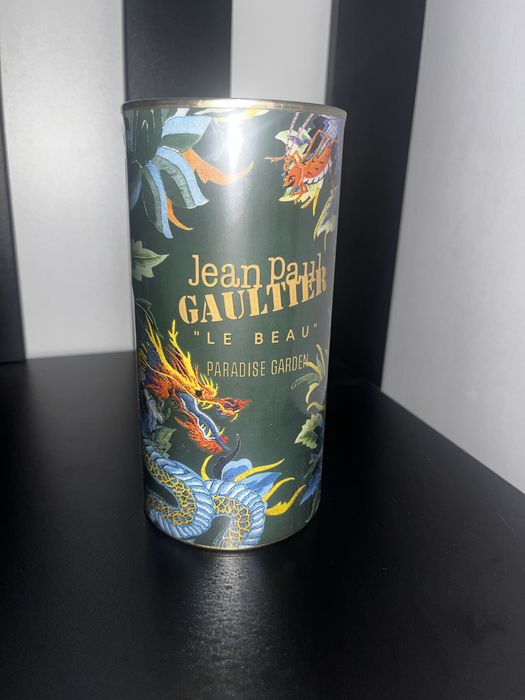 Jean Paul
GAULTIER
"LE BEAU"
PARADISE GARDEN